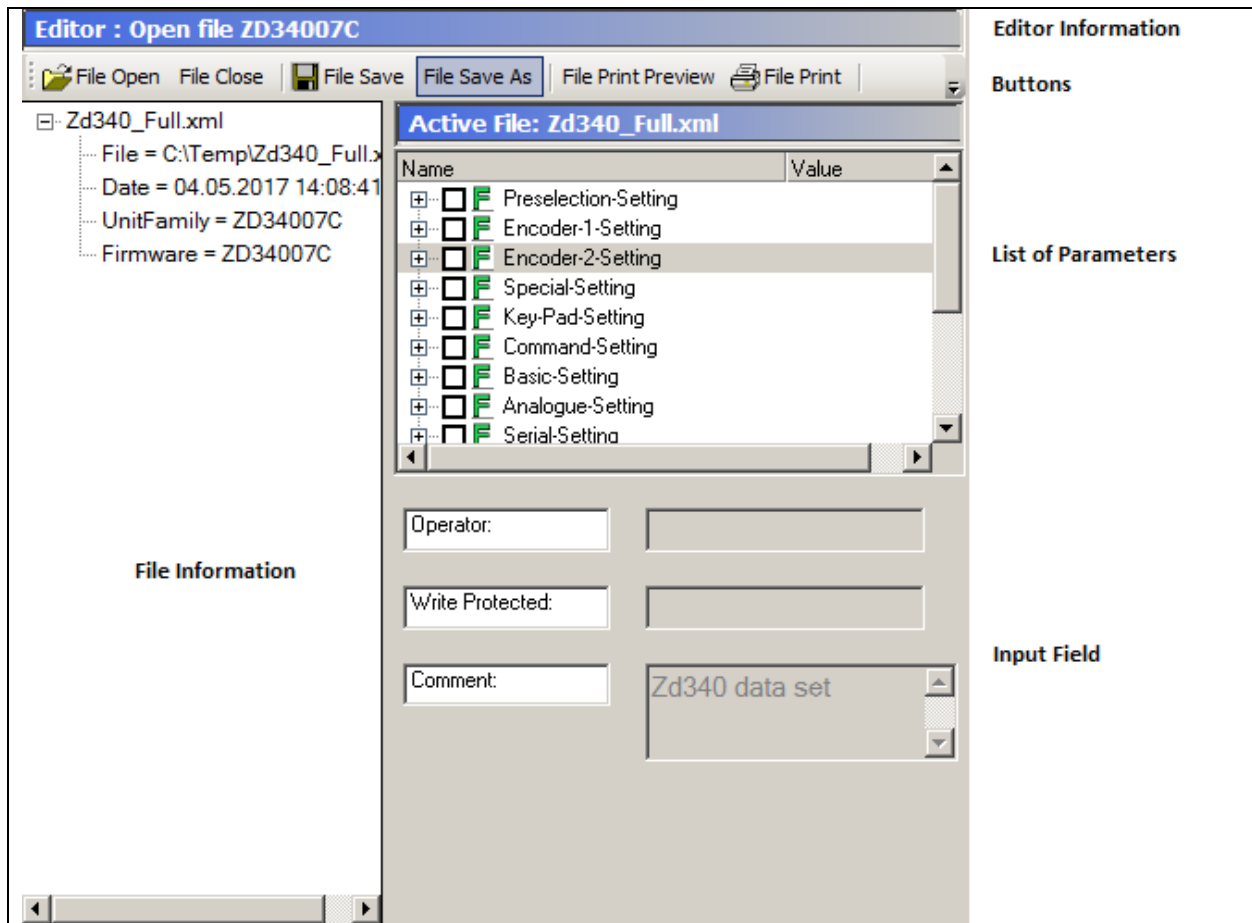 Editor : Open file ZD34007C
Editor Information
File Open File Close File Save File Save As File Print Preview File Print
Buttons
Zd340_Full.xml
File = C:\Temp\Zd340_Full.x
Date = 04.05.2017 14:08:41
UnitFamily = ZD34007C
Firmware = ZD34007C
File Information
Active File: Zd340_Full.xml
Name Value
Preselection-Setting
Encoder-1-Setting
Encoder-2-Setting
Special-Setting
Key-Pad-Setting
Command-Setting
Basic-Setting
Analogue-Setting
Serial-Setting
List of Parameters
Operator:
Write Protected:
Comment:
Zd340 data set
Input Field